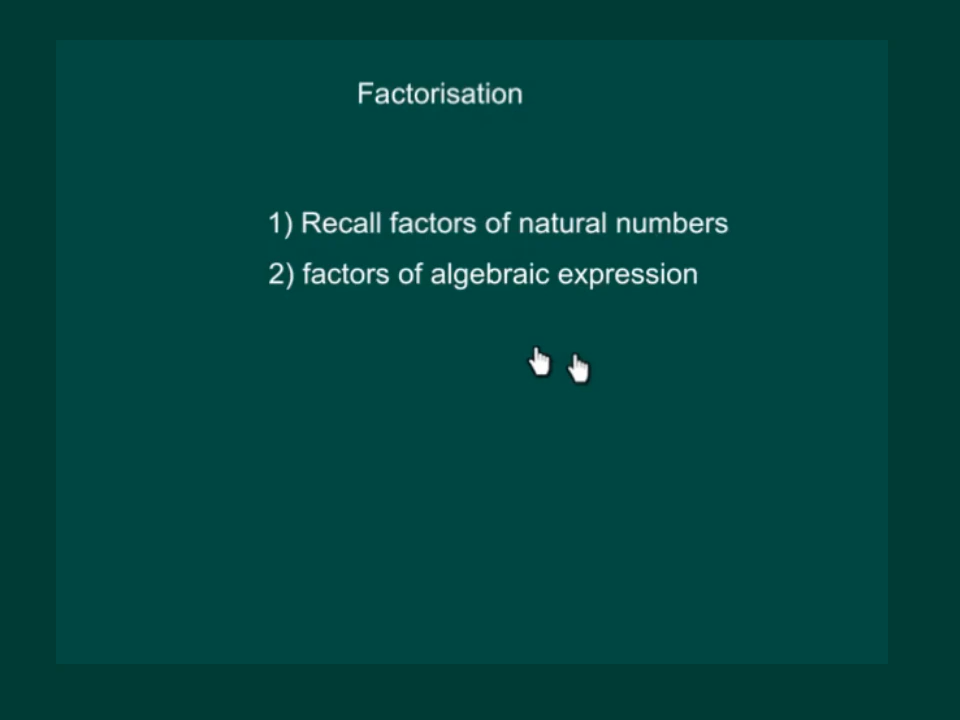 Factorisation
1) Recall factors of natural numbers
2) factors of algebraic expression